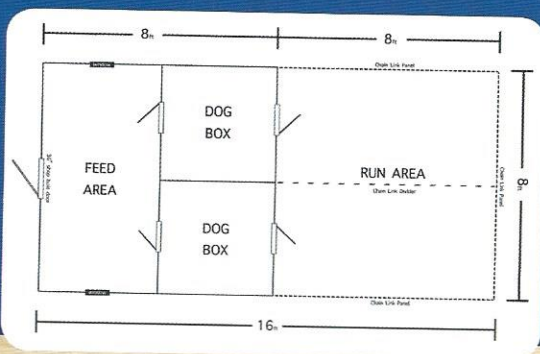 8ft
8ft
Chain Link Panel
DOG
BOX
FEED
AREA
RUN AREA
Chain Link Divider
Chain Link Panel
8ft
DOG
BOX
Chain Link Panel
16ft